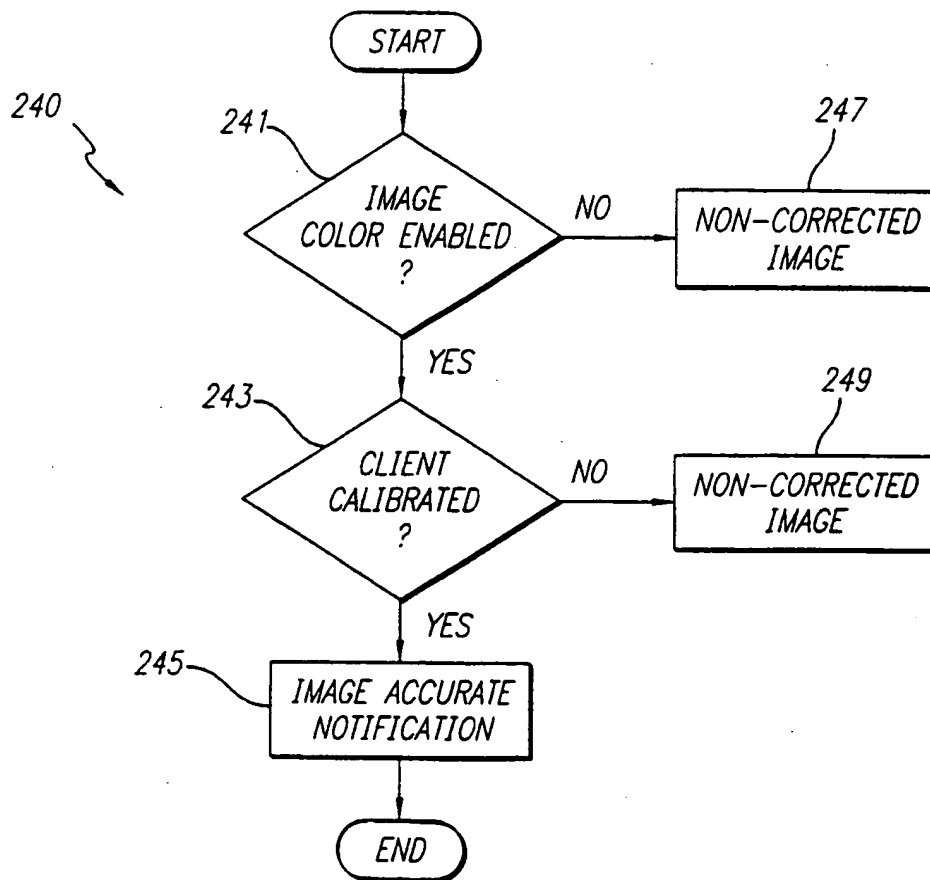 START
240
241
IMAGE
COLOR ENABLED
?
NO
247
NON-CORRECTED
IMAGE
YES
243
CLIENT
CALIBRATED
?
NO
249
NON-CORRECTED
IMAGE
YES
245
IMAGE ACCURATE
NOTIFICATION
END